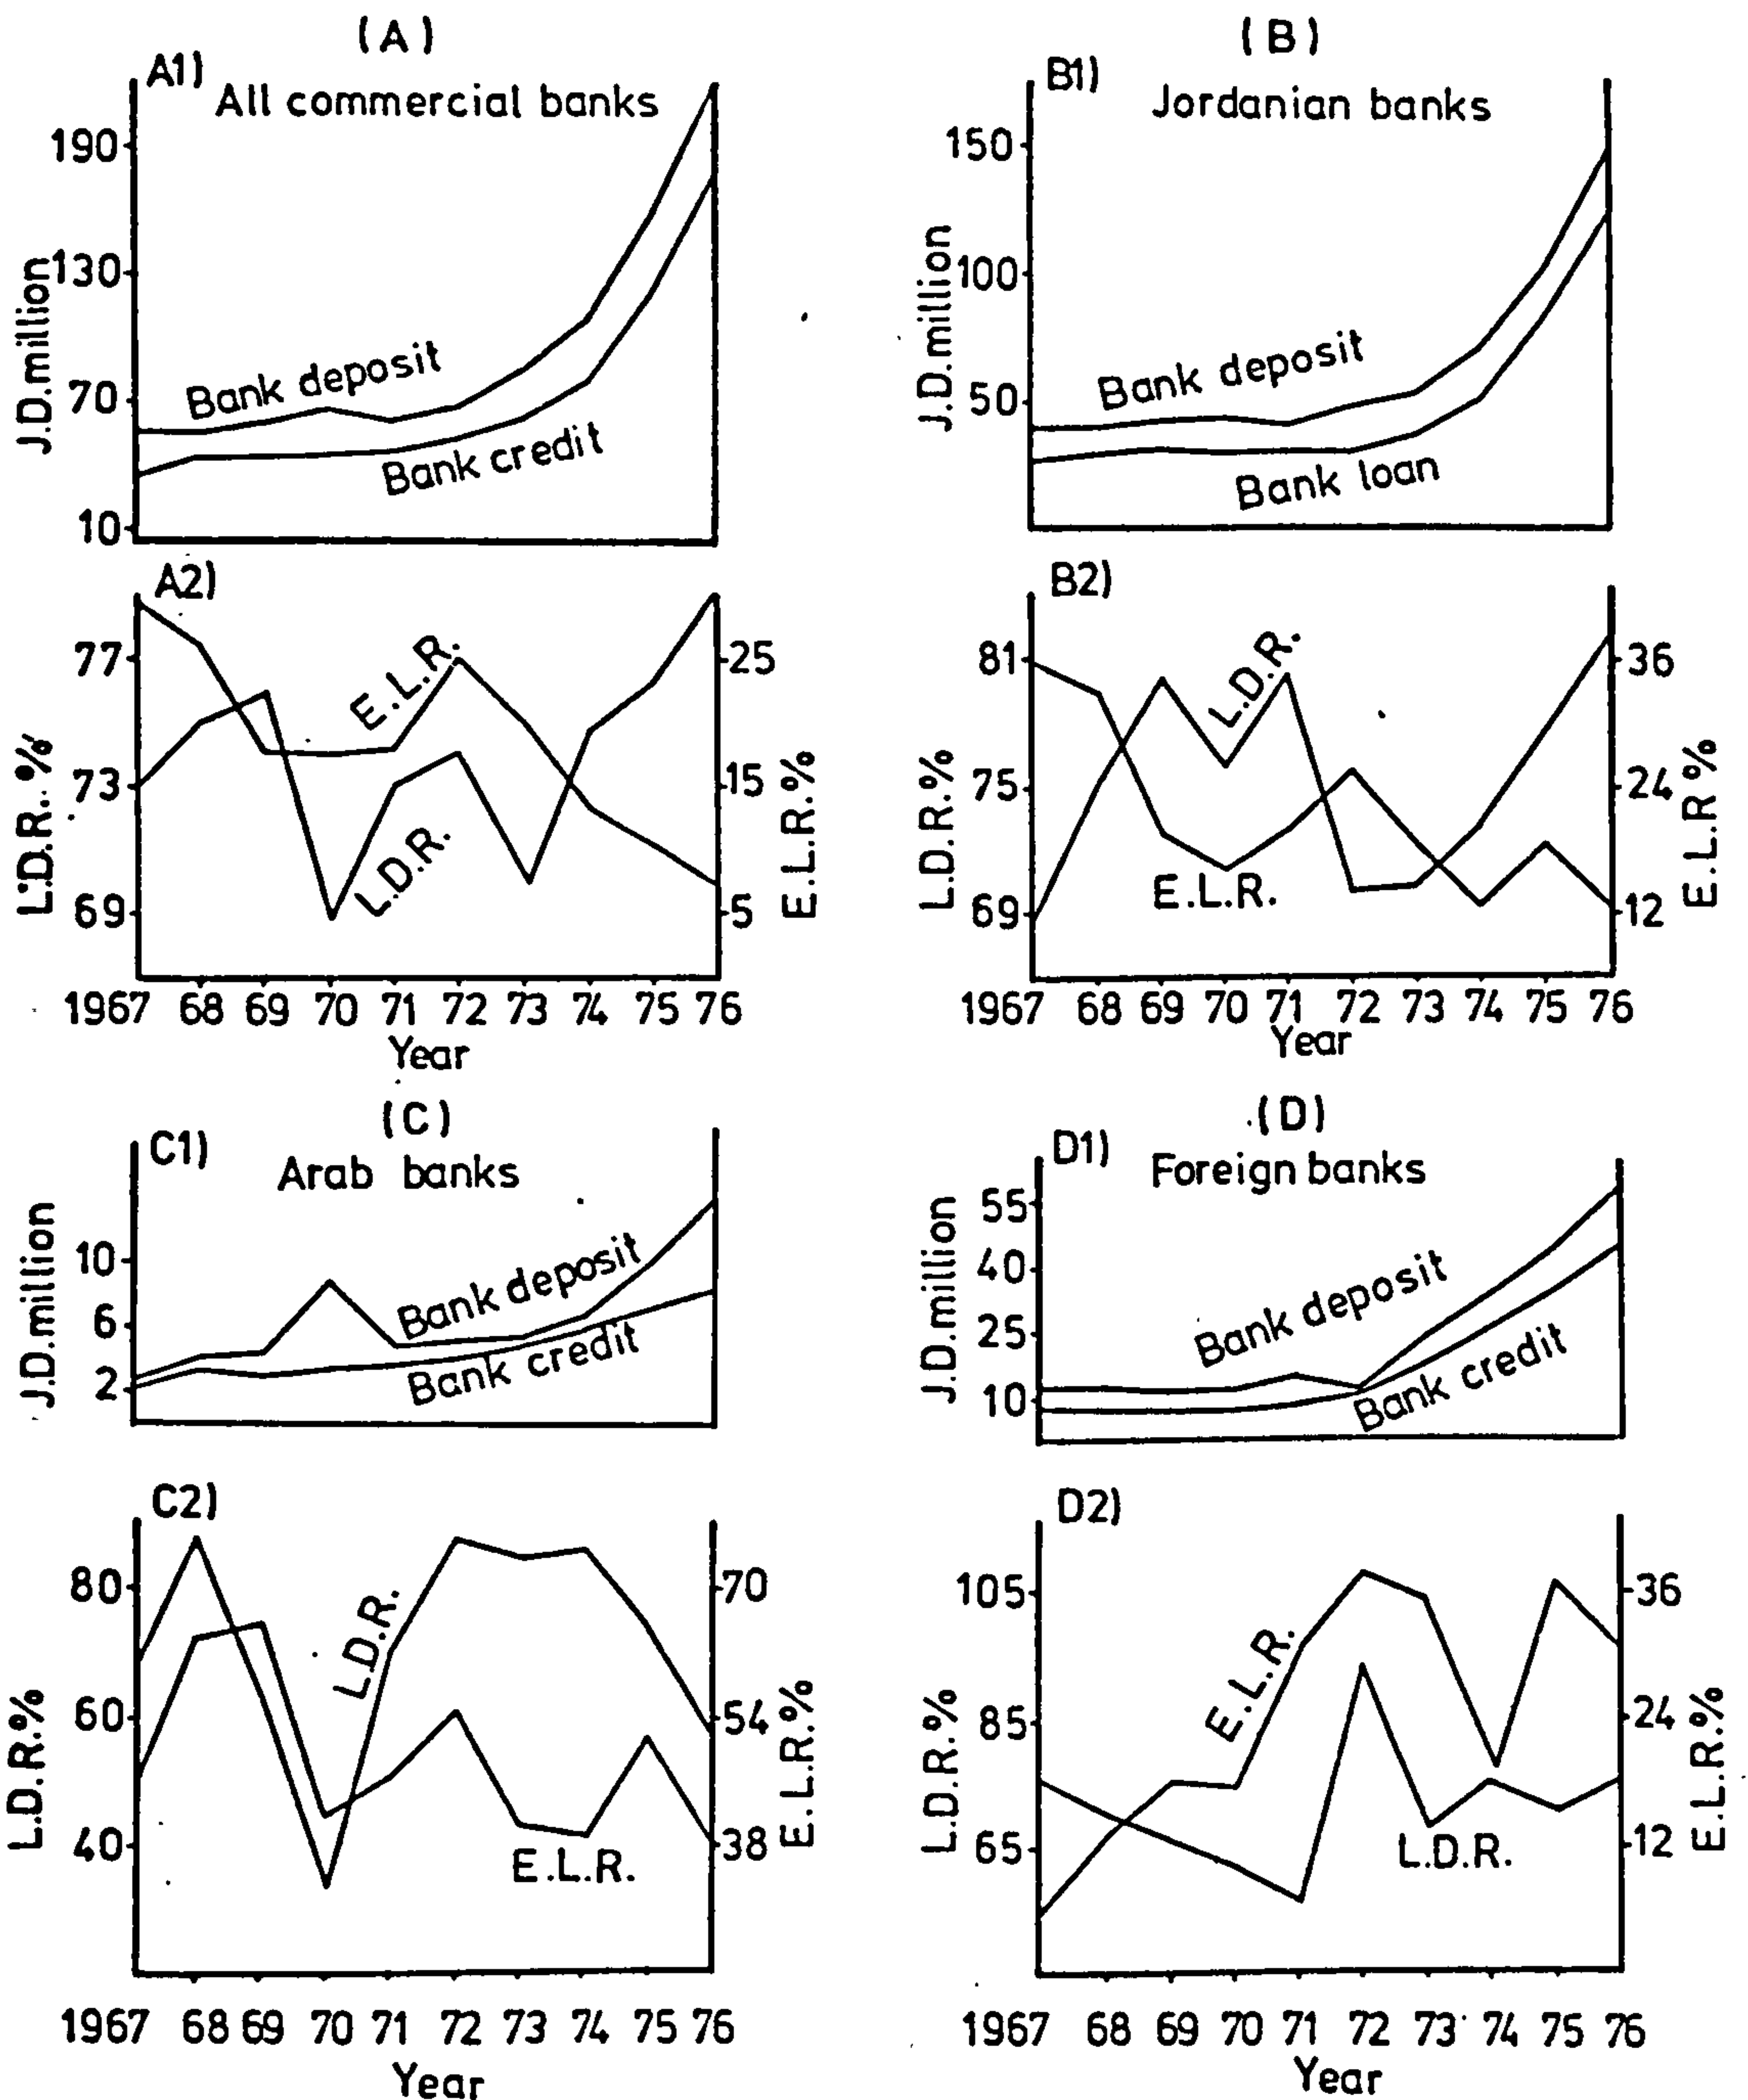 (A)
A1)
All commercial banks
190
130
70
10
J.D.million
Bank deposit
Bank credit
A2)
77
73
69
L.D.R.%
E.L.R.
L.D.R.
25
15
5
E.L.R.%
1967 68 69 70 71 72 73 74 75 76
Year
(B)
B1)
Jordanian banks
150
100
50
J.D.million
Bank deposit
Bank loan
B2)
81
75
69
L.D.R.%
L.D.R.
E.L.R.
36
24
12
E.L.R%
1967 68 69 70 71 72 73 74 75 76
Year
(C)
C1)
Arab banks
10
6
2
J.D.million
Bank deposit
Bank credit
C2)
80
60
40
L.D.R.%
L.D.R.
E.L.R.
70
54
38
E.L.R.%
1967 68 69 70 71 72 73 74 75 76
Year
(D)
D1)
Foreign banks
55
40
25
10
J.D.million
Bank deposit
Bank credit
D2)
105
85
65
L.D.R.%
E.L.R.
L.D.R.
36
24
12
E.L.R.%
1967 68 69 70 71 72 73 74 75 76
Year